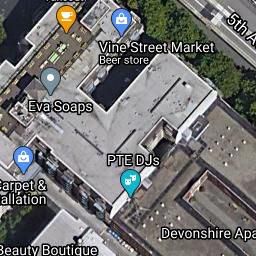 Vine Street Market
Beer store
5th A
Eva Soaps
PTE DJs
Carpet &
allation
Devonshire Apa
Beauty Boutique